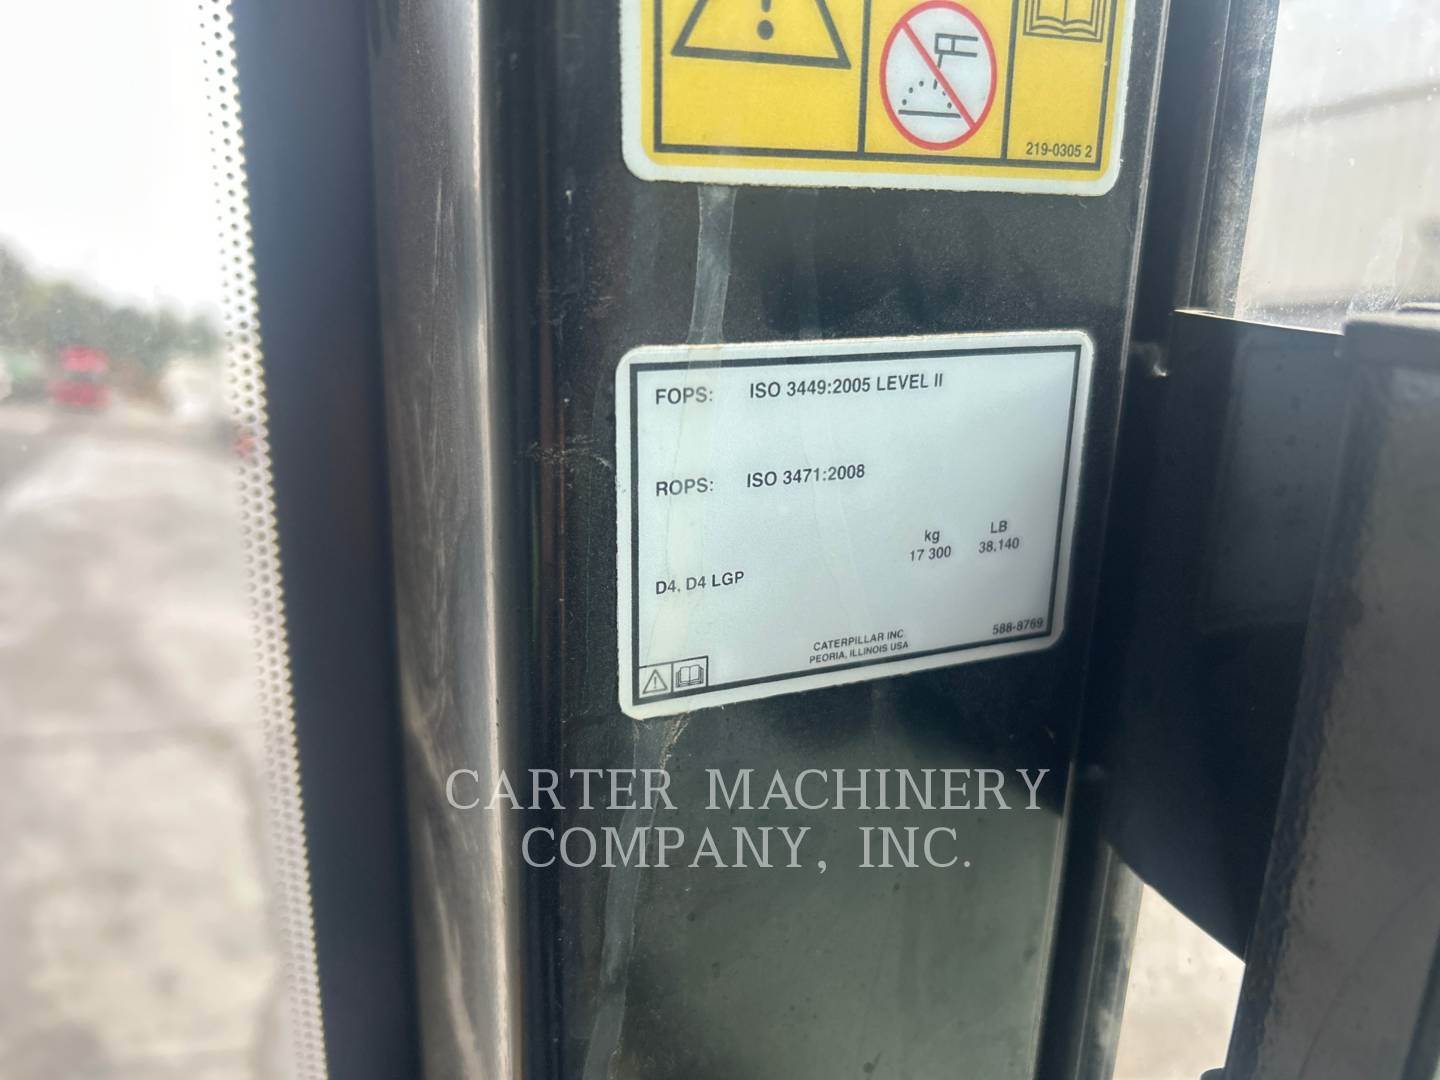 219-0305 2
FOPS: ISO 3449:2005 LEVEL II
ROPS: ISO 3471:2008
kg LB
17 300 38,140
D4, D4 LGP
CATERPILLAR INC.
PEORIA, ILLINOIS USA
588-8769
CARTER MACHINERY
COMPANY, INC.